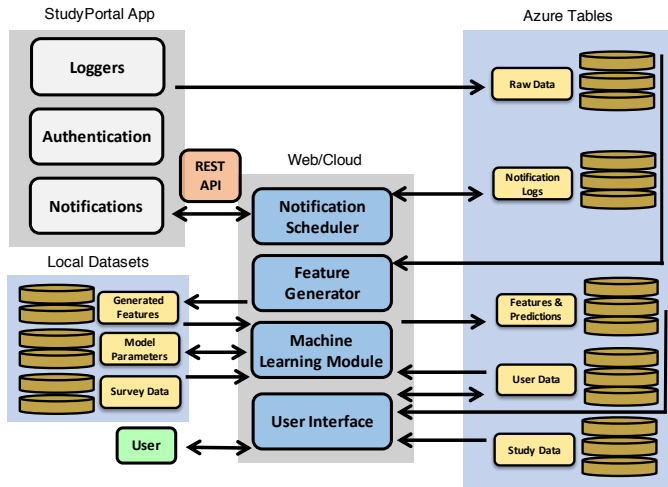 StudyPortal App
Loggers
Authentication
Notifications
REST
API
Web/Cloud
Notification
Scheduler
Feature
Generator
Machine
Learning Module
User Interface
Local Datasets
Generated
Features
Model
Parameters
Survey Data
User
Azure Tables
Raw Data
Notification
Logs
Features &
Predictions
User Data
Study Data